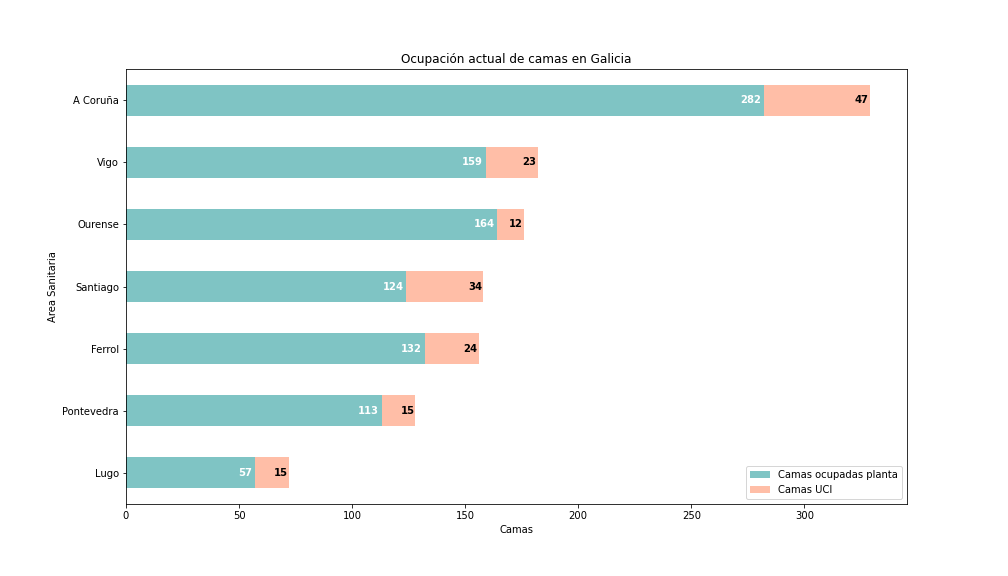 Ocupación actual de camas en Galicia
Area Sanitaria
A Coruña 282 47
Vigo 159 23
Ourense 164 12
Santiago 124 34
Ferrol 132 24
Pontevedra 113 15
Lugo 57 15
Camas ocupadas planta
Camas UCI
0 50 100 150 200 250 300
Camas